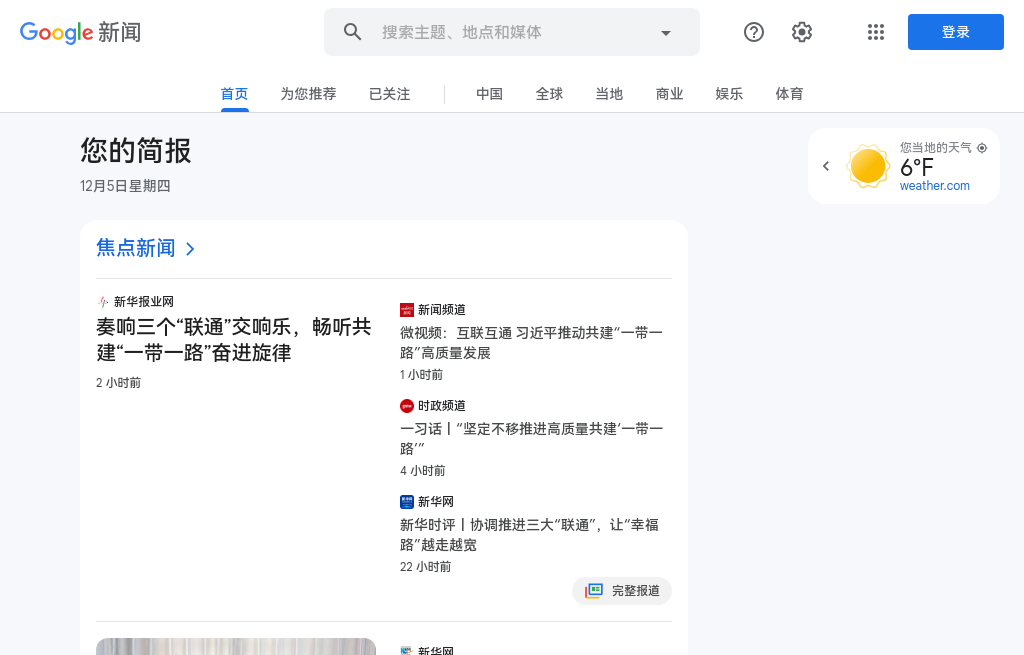 Google 新闻
搜索主题、地点和媒体
登录
首页
为您推荐
已关注
中国
全球
当地
商业
娱乐
体育
您的简报
12月5日星期四
您当地的天气
6°F
weather.com
焦点新闻
新华报业网
奏响三个“联通”交响乐，畅听共
建“一带一路”奋进旋律
2 小时前
新闻频道
微视频：互联互通 习近平推动共建“一带一
路”高质量发展
1 小时前
时政频道
一习话丨“坚定不移推进高质量共建‘一带一
路’”
4 小时前
新华网
新华时评丨协调推进三大“联通”，让“幸福
路”越走越宽
22 小时前
完整报道
新华网